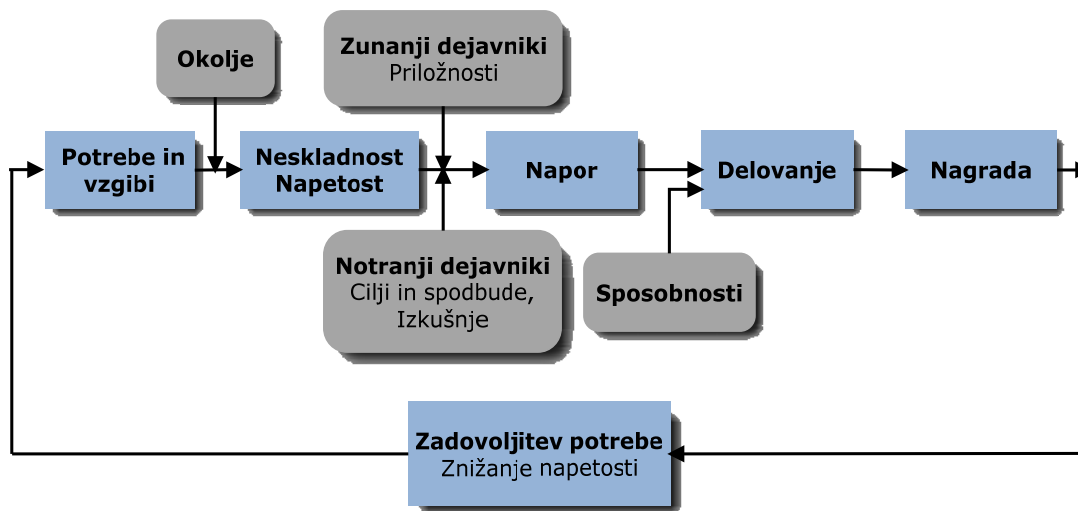 Okolje
Zunanji dejavniki
Priložnosti
Potrebe in
vzgibi
Neskladnost
Napetost
Napor
Delovanje
Nagrada
Notranji dejavniki
Cilji in spodbude,
Izkušnje
Sposobnosti
Zadovoljitev potrebe
Znižanje napetosti